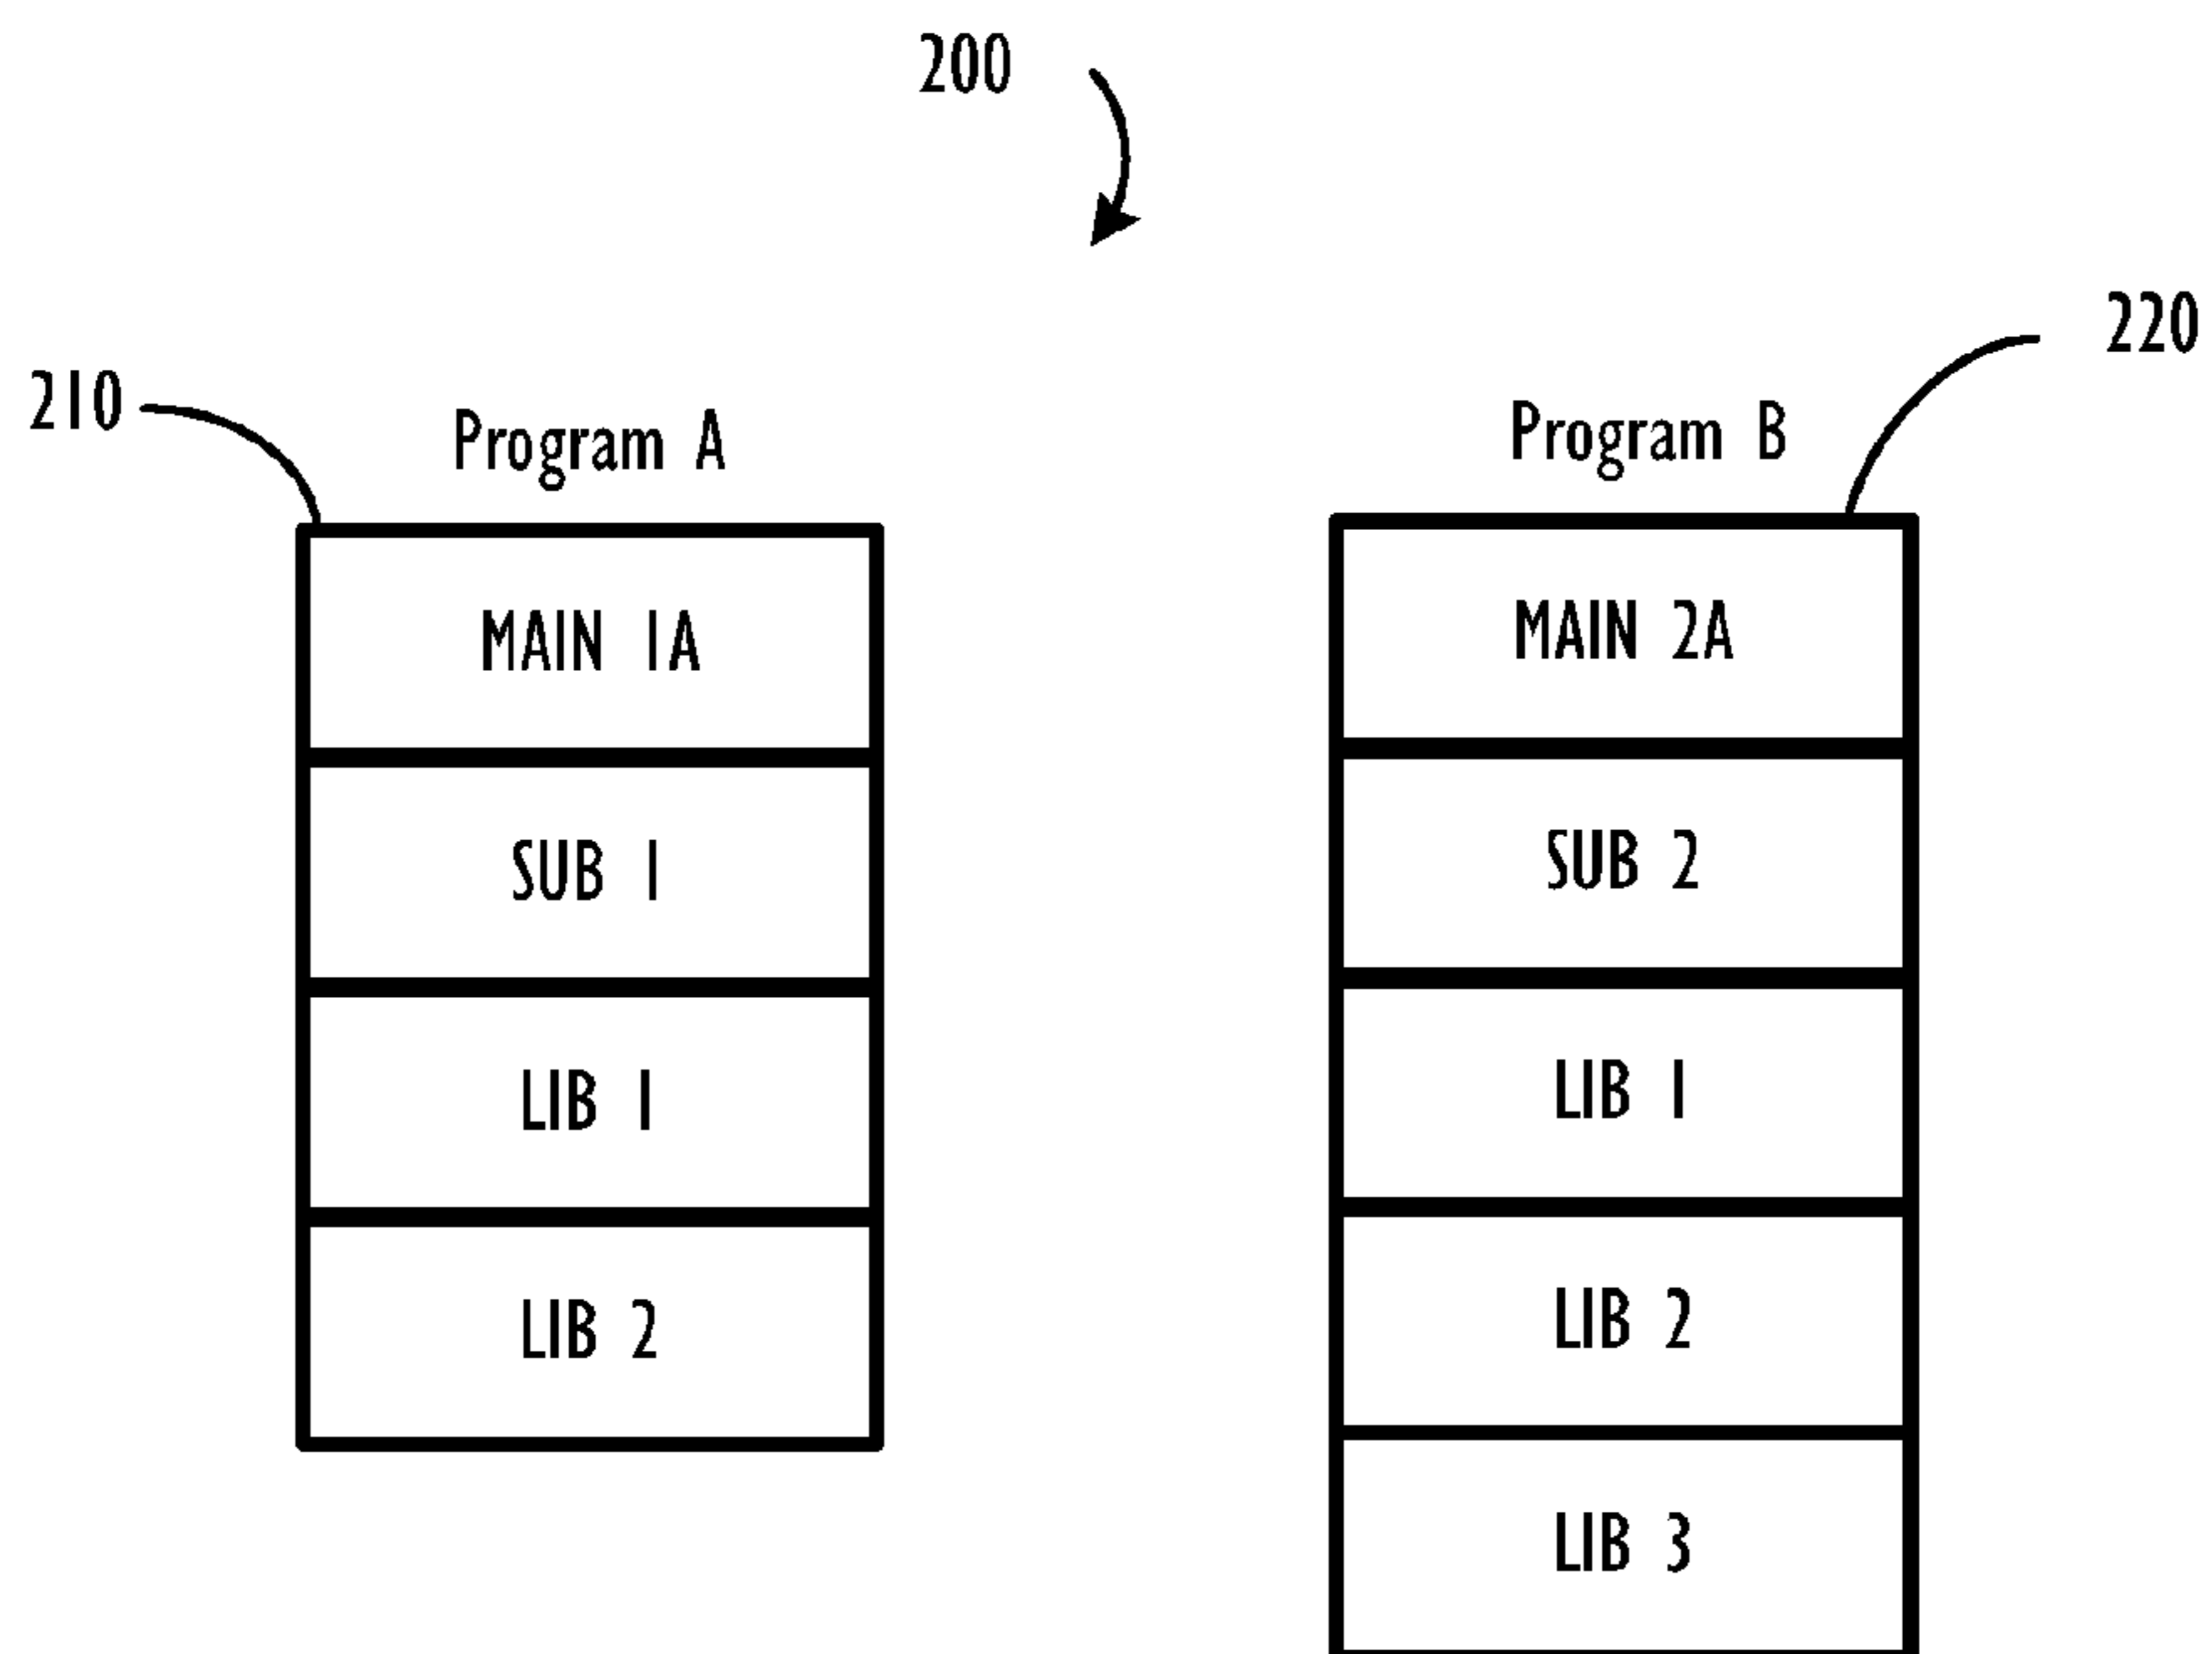 200
220
210
Program A
Program B
MAIN 1A
SUB 1
LIB 1
LIB 2
MAIN 2A
SUB 2
LIB 1
LIB 2
LIB 3